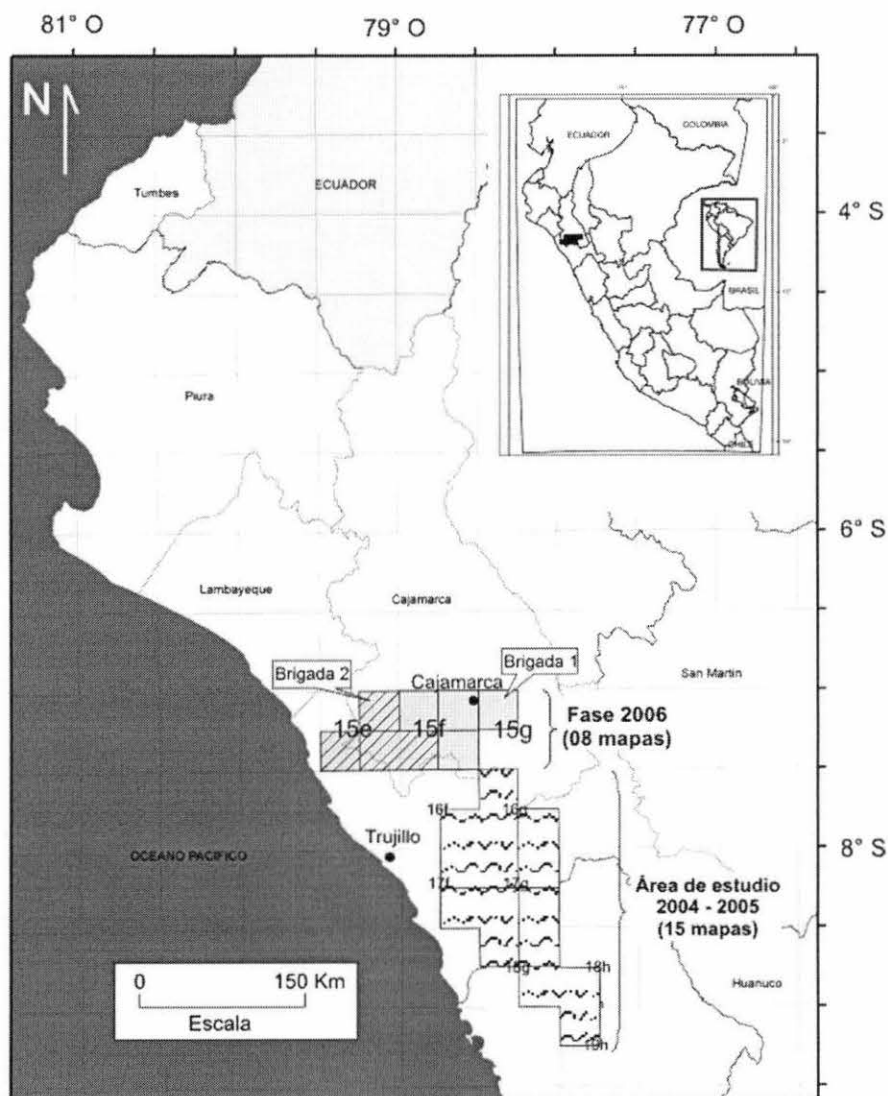 81° O
79° O
77° O
N
4° S
6° S
8° S
Tumbes
ECUADOR
Piura
Lambayeque
Cajamarca
San Martin
Huanuco
OCEANO PACIFICO
ECUADOR
COLOMBIA
BRASIL
BOLIVIA
CHILE
Brigada 2
Cajamarca
Brigada 1
15e
15f
15g
Fase 2006
(08 mapas)
16f
16g
Trujillo
17f
17g
Área de estudio
2004 - 2005
(15 mapas)
18g
18h
19h
0
150 Km
Escala